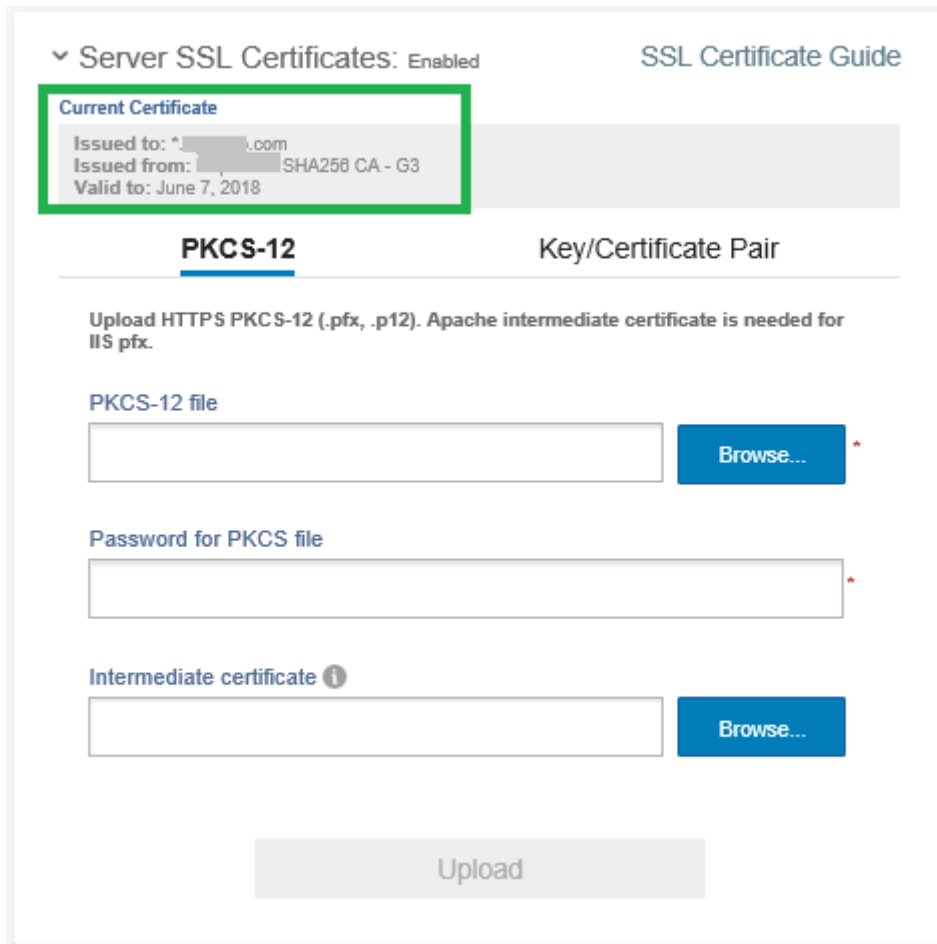 Server SSL Certificates: Enabled
SSL Certificate Guide
Current Certificate
Issued to: *. .com
Issued from: SHA256 CA - G3
Valid to: June 7, 2018
PKCS-12
Key/Certificate Pair
Upload HTTPS PKCS-12 (.pfx, .p12). Apache intermediate certificate is needed for
IIS pfx.
PKCS-12 file
Browse... *
Password for PKCS file
*
Intermediate certificate i
Browse...
Upload